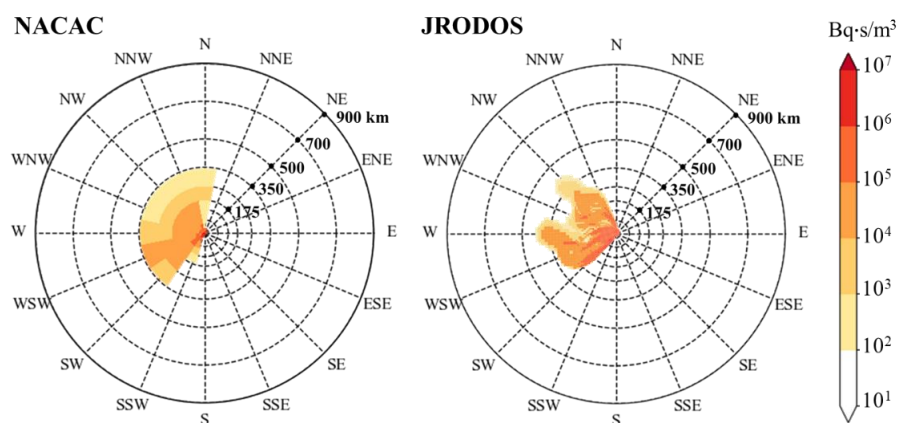 NACAC
JRODOS
Bq·s/m³
N
NNE
NE
ENE
E
ESE
SE
SSE
S
SSW
SW
WSW
W
WNW
NW
NNW
900 km
700
500
350
175
N
NNE
NE
ENE
E
ESE
SE
SSE
S
SSW
SW
WSW
W
WNW
NW
NNW
900 km
700
500
350
175
10⁷
10⁶
10⁵
10⁴
10³
10²
10¹